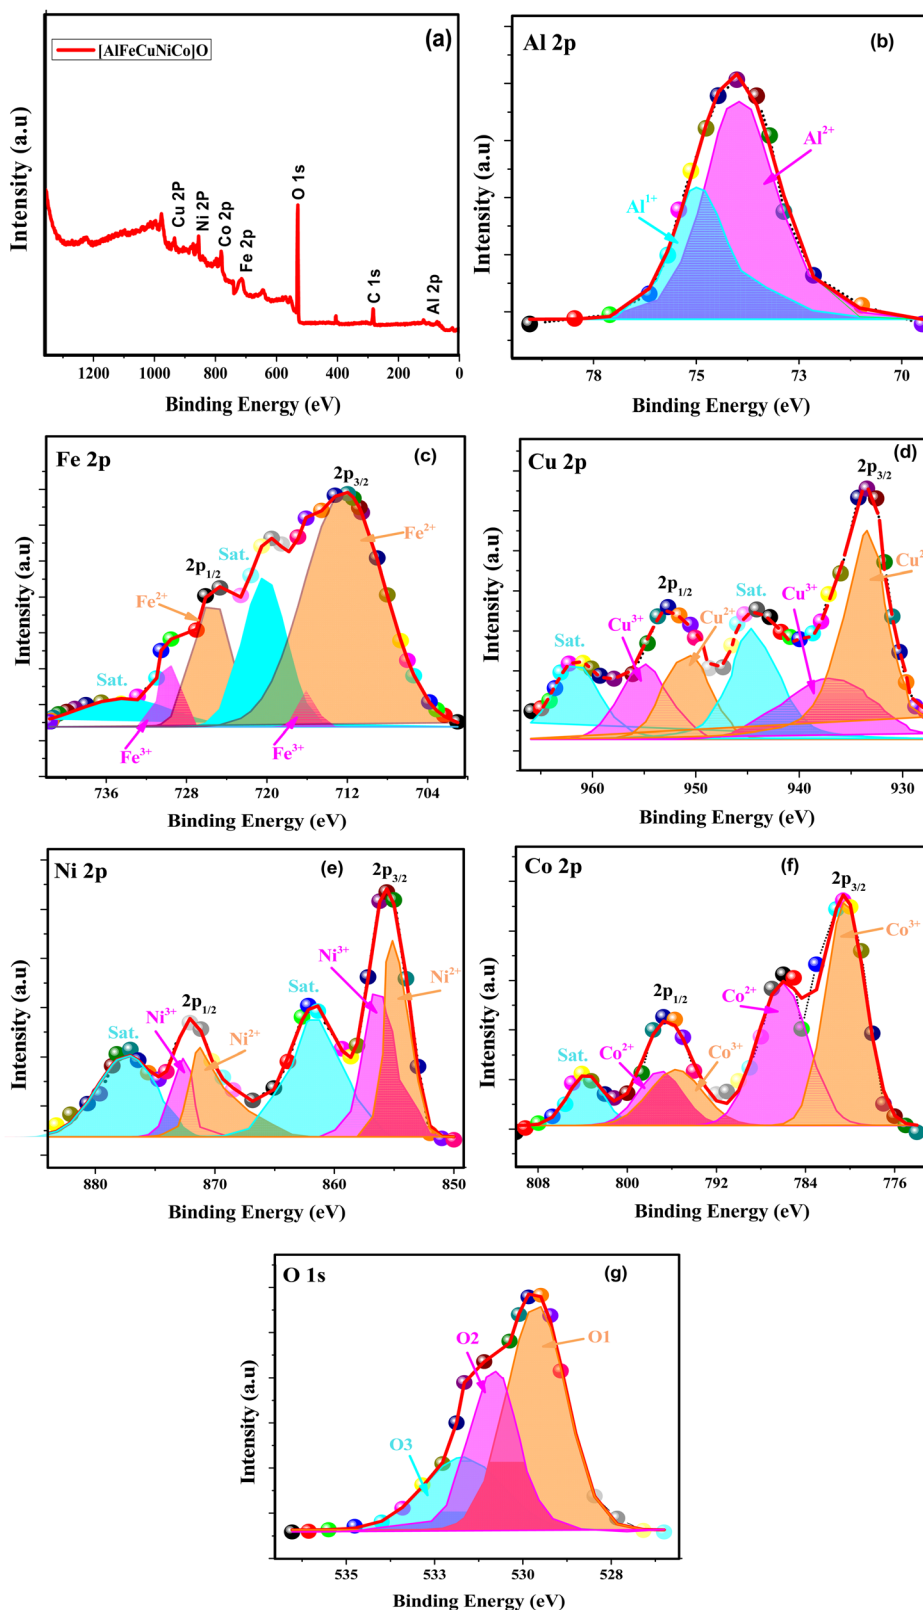 (a)
[AlFeCuNiCo]O
Cu 2P
Ni 2P
Co 2p
Fe 2p
O 1s
C 1s
Al 2p
Intensity (a.u)
1200 1000 800 600 400 200 0
Binding Energy (eV)
Al 2p
(b)
Al2+
Al1+
Intensity (a.u)
78 75 73 70
Binding Energy (eV)
Fe 2p
(c)
2p3/2
Fe2+
Sat.
2p1/2
Fe2+
Sat.
Fe3+
Fe3+
Intensity (a.u)
736 728 720 712 704
Binding Energy (eV)
Cu 2p
(d)
2p3/2
Cu2
2p1/2
Sat.
Cu3+
Cu2+
Cu3+
Sat.
Intensity (a.u)
960 950 940 930
Binding Energy (eV)
Ni 2p
(e)
2p3/2
Ni3+
Ni2+
Sat.
2p1/2
Ni3+
Ni2+
Sat.
Intensity (a.u)
880 870 860 850
Binding Energy (eV)
Co 2p
(f)
2p3/2
Co3+
Co2+
2p1/2
Co2+
Co3+
Sat.
Intensity (a.u)
808 800 792 784 776
Binding Energy (eV)
O 1s
(g)
O2
O1
O3
Intensity (a.u)
535 533 530 528
Binding Energy (eV)